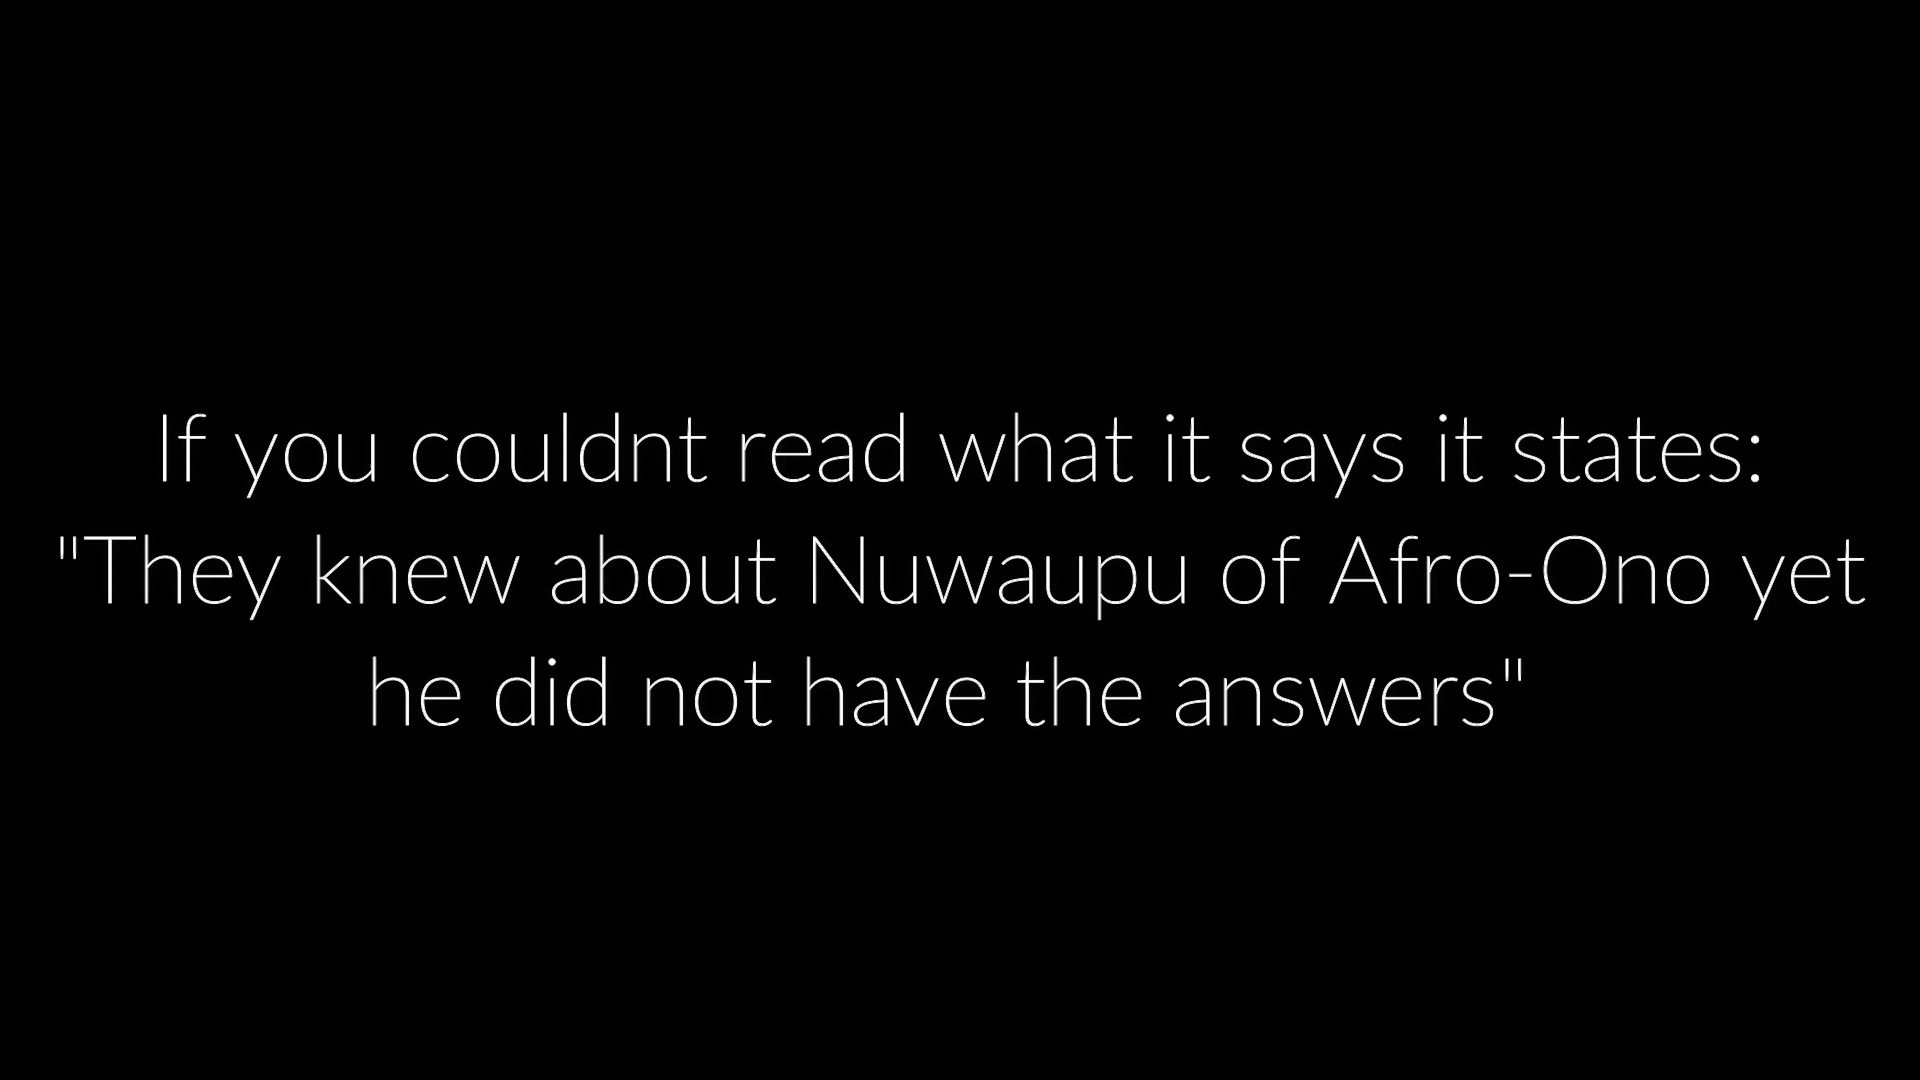 If you couldnt read what it says it states:
"They knew about Nuwaupu of Afro-Ono yet
he did not have the answers"